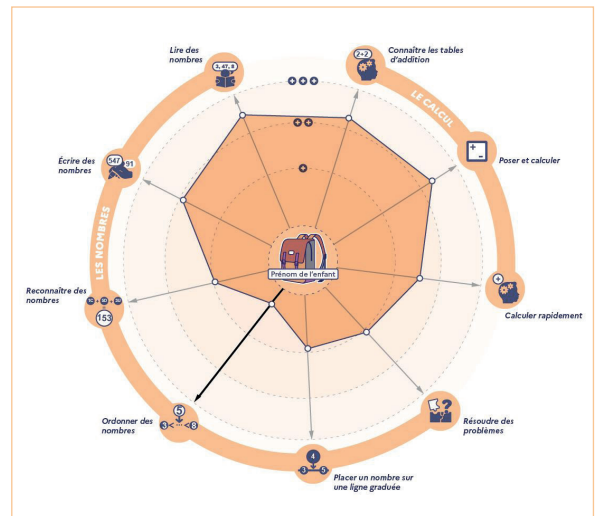 Lire des
nombres
3, 47, 8
Connaître les tables
d'addition
2+2
LE CALCUL
+++
++
+
Écrire des
nombres
547
91
Poser et calculer
+
-
LES NOMBRES
Prénom de l'enfant
Reconnaître des
nombres
153
Calculer rapidement
+
Ordonner des
nombres
5
3<...<8
Résoudre des
problèmes
?
4
3
5
Placer un nombre sur
une ligne graduée